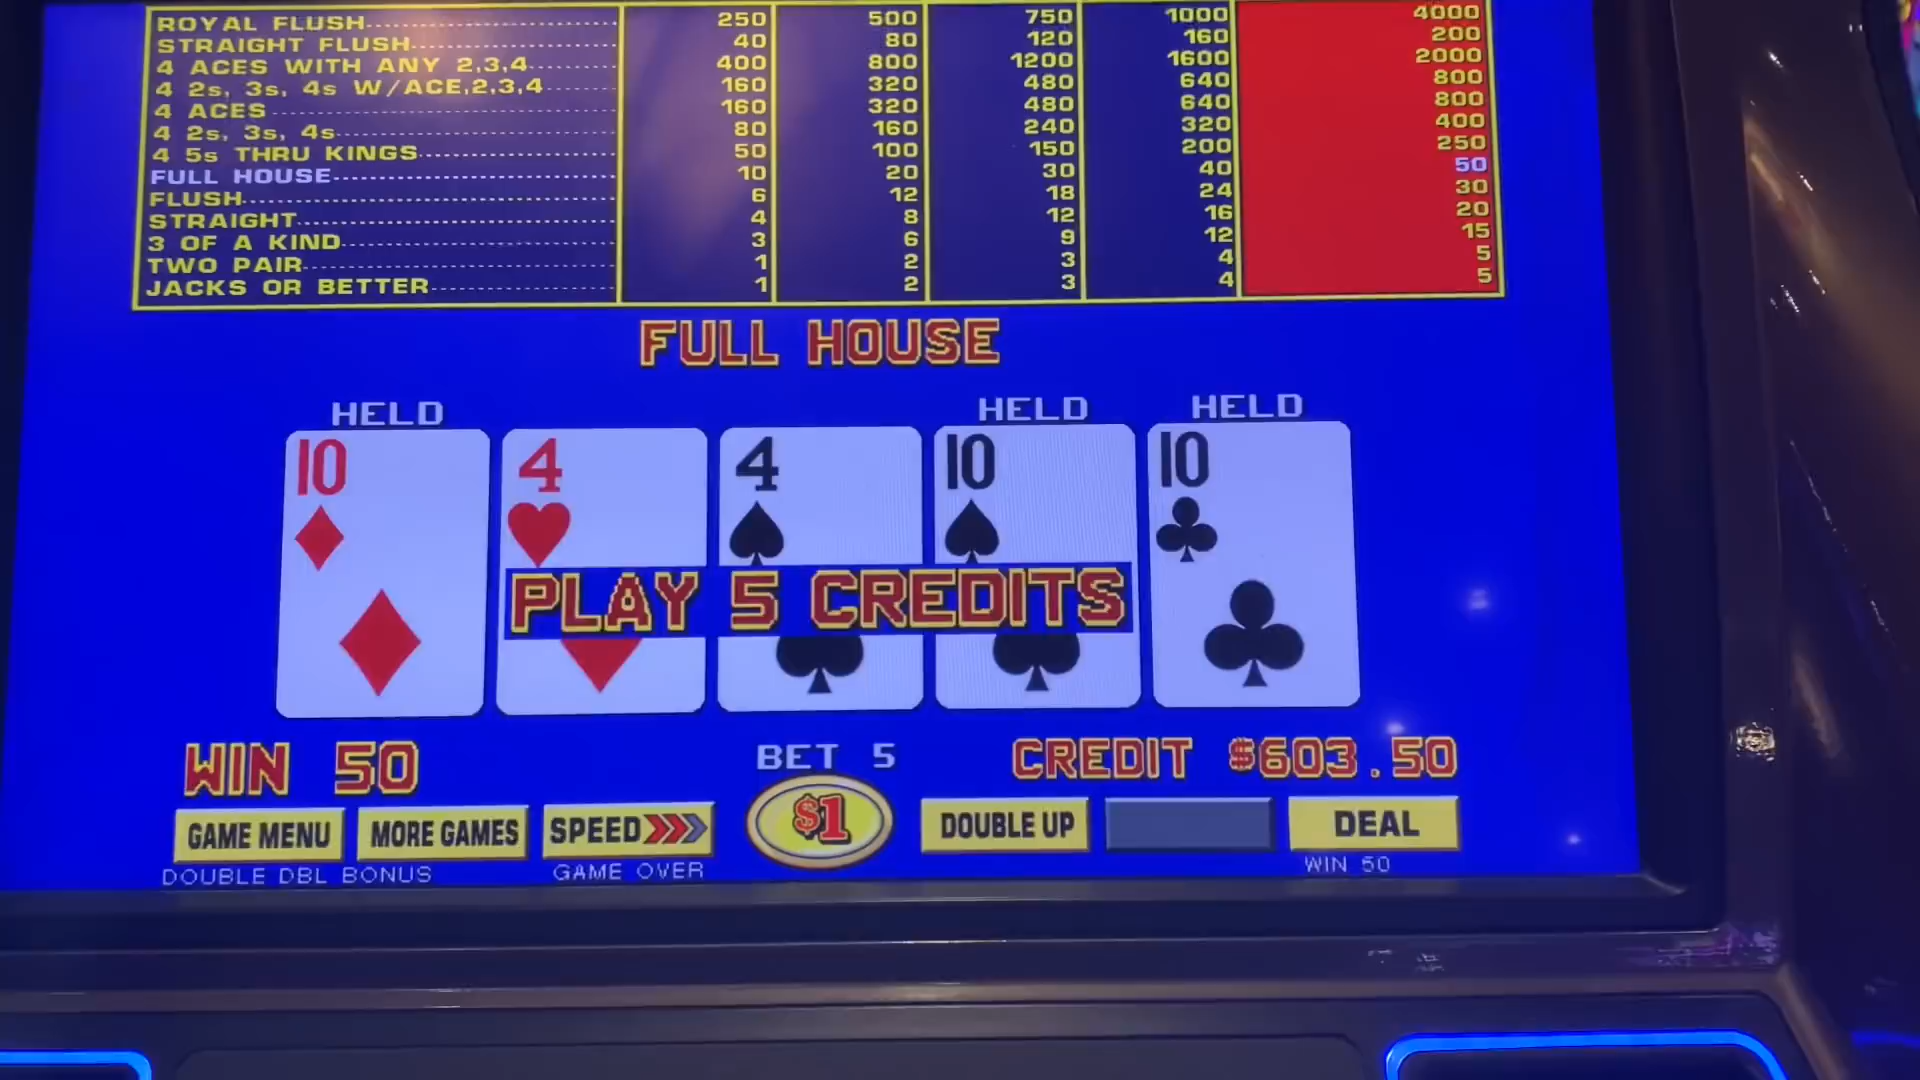 ROYAL FLUSH 250 500 750 1000 4000
STRAIGHT FLUSH 40 80 120 160 200
4 ACES WITH ANY 2,3,4 400 800 1200 1600 2000
4 2s, 3s, 4s W/ACE,2,3,4 160 320 480 640 800
4 ACES 160 320 480 640 800
4 2s, 3s, 4s 80 160 240 320 400
4 5s THRU KINGS 50 100 150 200 250
FULL HOUSE 10 20 30 40 50
FLUSH 6 12 18 24 30
STRAIGHT 4 8 12 16 20
3 OF A KIND 3 6 9 12 15
TWO PAIR 1 2 3 4 5
JACKS OR BETTER 1 2 3 4 5
FULL HOUSE
HELD HELD HELD
10 4 4 10 10
PLAY 5 CREDITS
WIN 50 BET 5 CREDIT $603.50
GAME MENU MORE GAMES SPEED $1 DOUBLE UP DEAL
DOUBLE DBL BONUS GAME OVER WIN 50